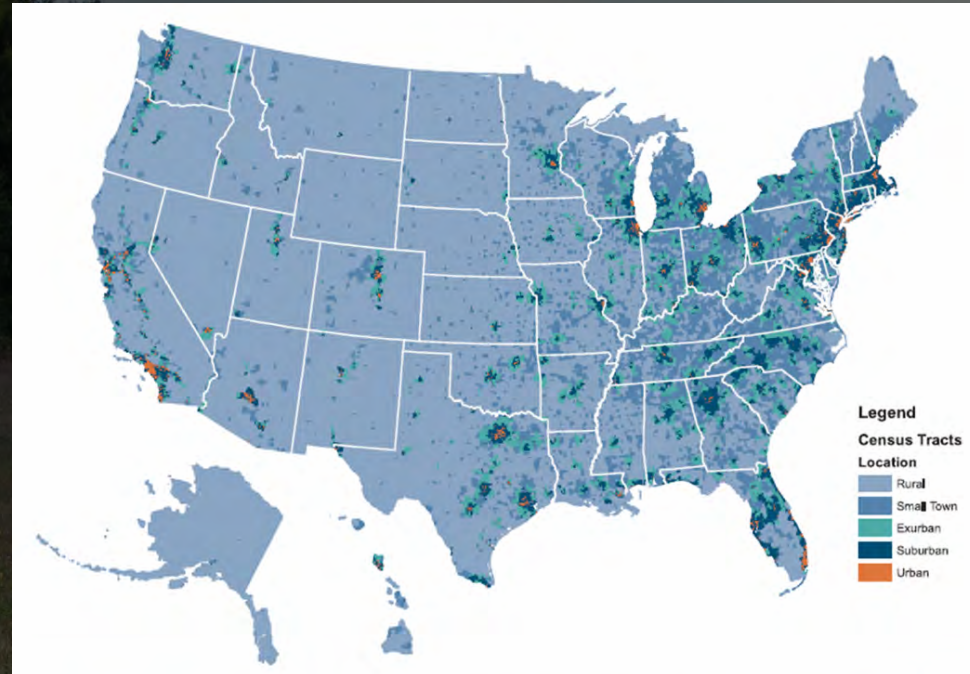 Legend
Census Tracts
Location
Rural
Small Town
Exurban
Suburban
Urban